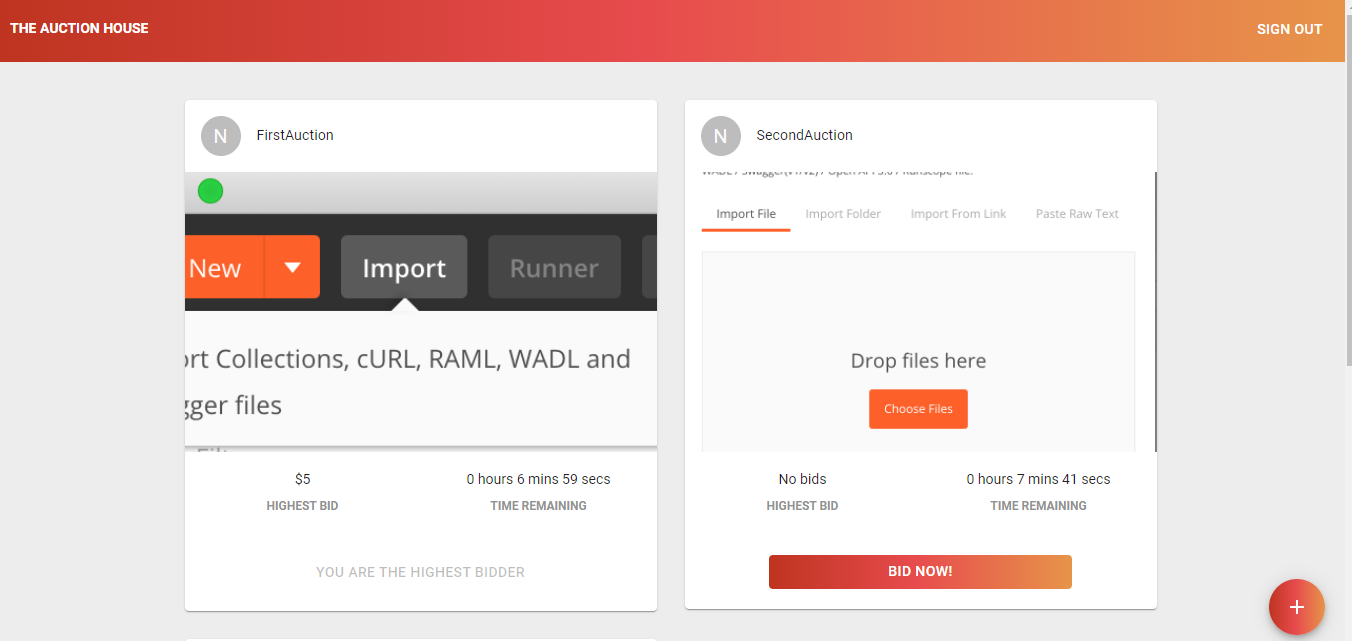 THE AUCTION HOUSE
SIGN OUT
N
FirstAuction
New
Import
Runner
ort Collections, cURL, RAML, WADL and
gger files
$5
0 hours 6 mins 59 secs
HIGHEST BID
TIME REMAINING
YOU ARE THE HIGHEST BIDDER
N
SecondAuction
Import File
Import Folder
Import From Link
Paste Raw Text
Drop files here
Choose Files
No bids
0 hours 7 mins 41 secs
HIGHEST BID
TIME REMAINING
BID NOW!
+